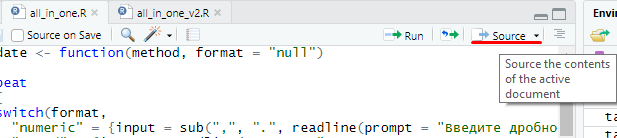 all_in_one.R all_in_one_v2.R
Source on Save Run Source
Envir
date <- function(method, format = "null")
peat
switch(format,
"numeric" = {input = sub(",", ".", readline(prompt = "Введите дробно
Source the contents
of the active
document